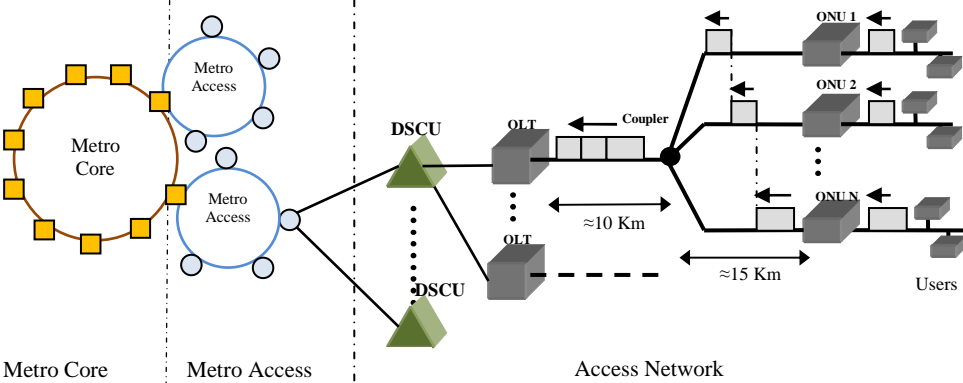 ONU 1
Metro
Access
ONU 2
DSCU
OLT
Coupler
Metro
Core
Metro
Access
ONU N
≈10 Km
OLT
≈15 Km
DSCU
Users
Metro Core
Metro Access
Access Network